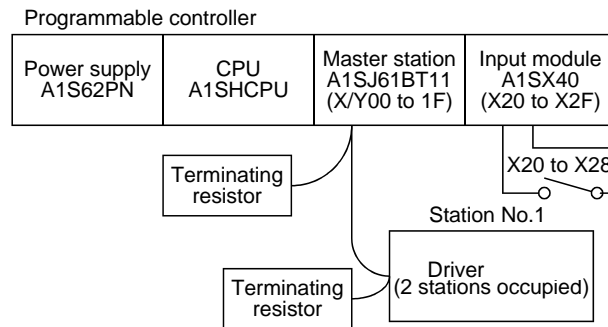 Programmable controller
Power supply
A1S62PN
CPU
A1SHCPU
Master station
A1SJ61BT11
(X/Y00 to 1F)
Input module
A1SX40
(X20 to X2F)
X20 to X28
Terminating
resistor
Station No.1
Driver
(2 stations occupied)
Terminating
resistor